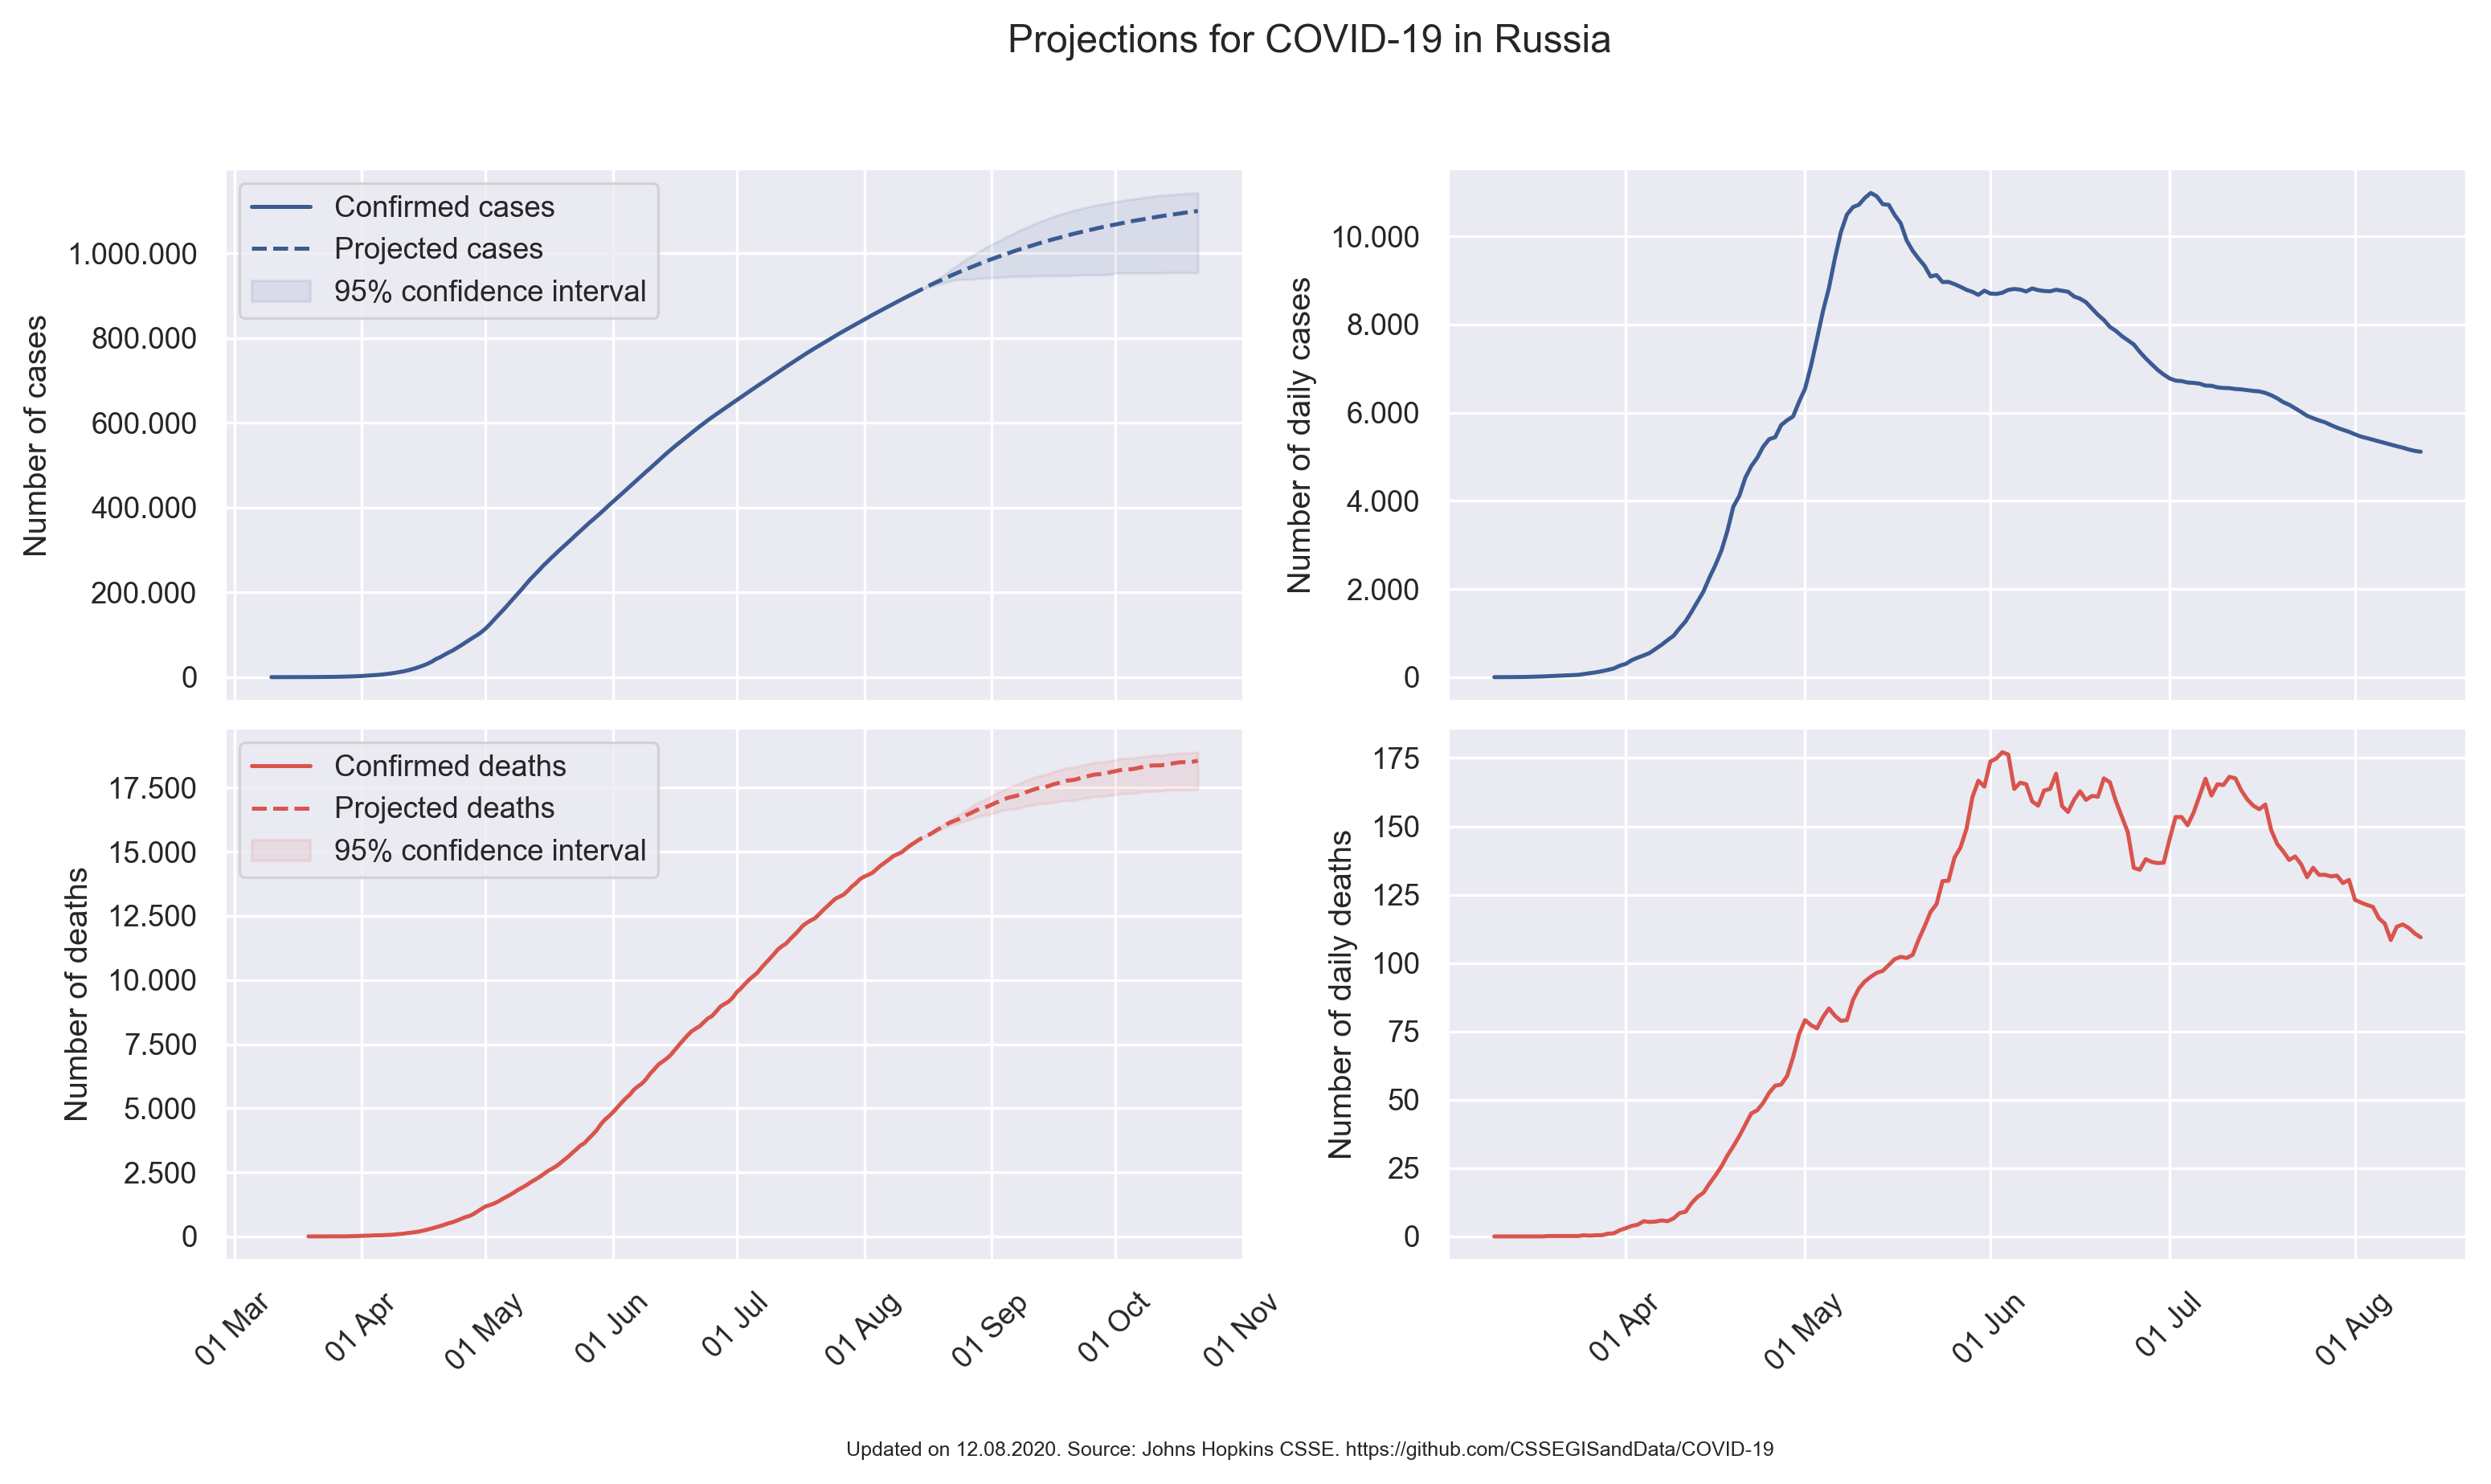 Projections for COVID-19 in Russia
Number of cases
1.000.000
800.000
600.000
400.000
200.000
0
Confirmed cases
Projected cases
95% confidence interval
Number of daily cases
10.000
8.000
6.000
4.000
2.000
0
Number of deaths
17.500
15.000
12.500
10.000
7.500
5.000
2.500
0
Confirmed deaths
Projected deaths
95% confidence interval
01 Mar
01 Apr
01 May
01 Jun
01 Jul
01 Aug
01 Sep
01 Oct
01 Nov
Number of daily deaths
175
150
125
100
75
50
25
0
01 Apr
01 May
01 Jun
01 Jul
01 Aug
Updated on 12.08.2020. Source: Johns Hopkins CSSE. https://github.com/CSSEGISandData/COVID-19